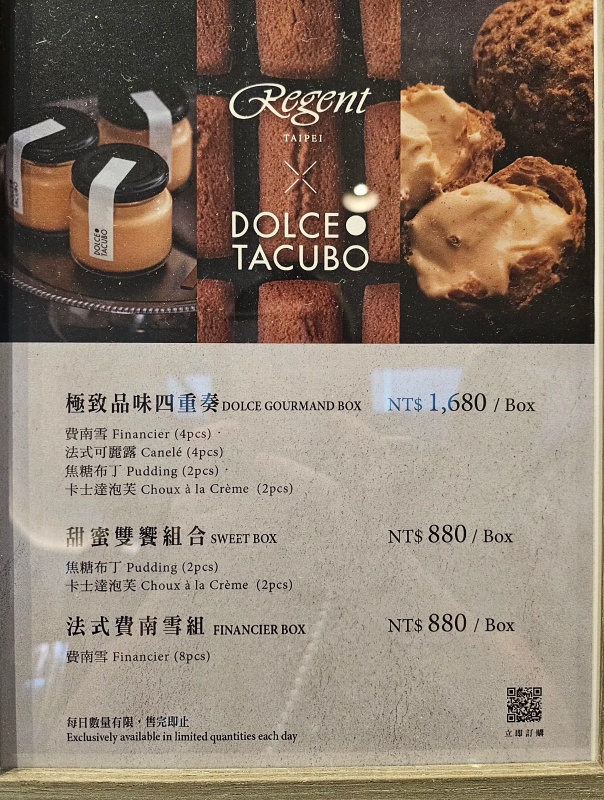 Regent
TAIPEI
DOLCE
TACUBO
DOLCE
TACUBO
極致品味四重奏 DOLCE GOURMAND BOX NT$ 1,680 / Box
費南雪 Financier (4pcs)
法式可麗露 Canelé (4pcs)
焦糖布丁 Pudding (2pcs)
卡士達泡芙 Choux à la Crème (2pcs)
甜蜜雙饗組合 SWEET BOX NT$ 880 / Box
焦糖布丁 Pudding (2pcs)
卡士達泡芙 Choux à la Crème (2pcs)
法式費南雪組 FINANCIER BOX NT$ 880 / Box
費南雪 Financier (8pcs)
每日數量有限，售完即止
Exclusively available in limited quantities each day
立即訂購